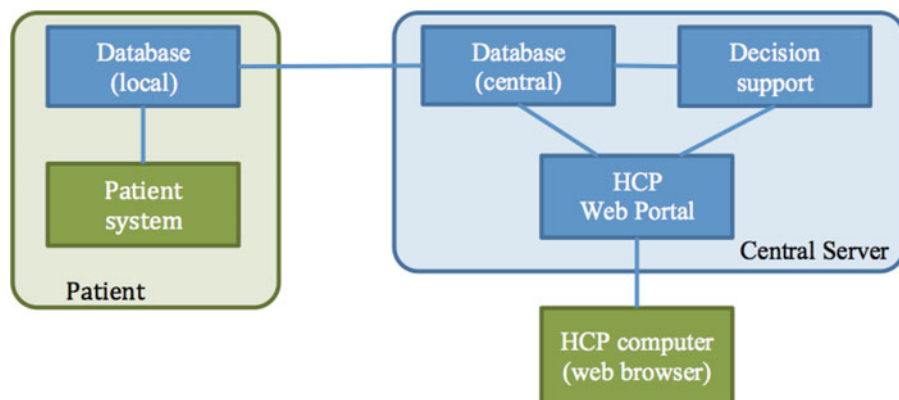 Database
(local)
Patient
system
Patient
Database
(central)
Decision
support
HCP
Web Portal
Central Server
HCP computer
(web browser)